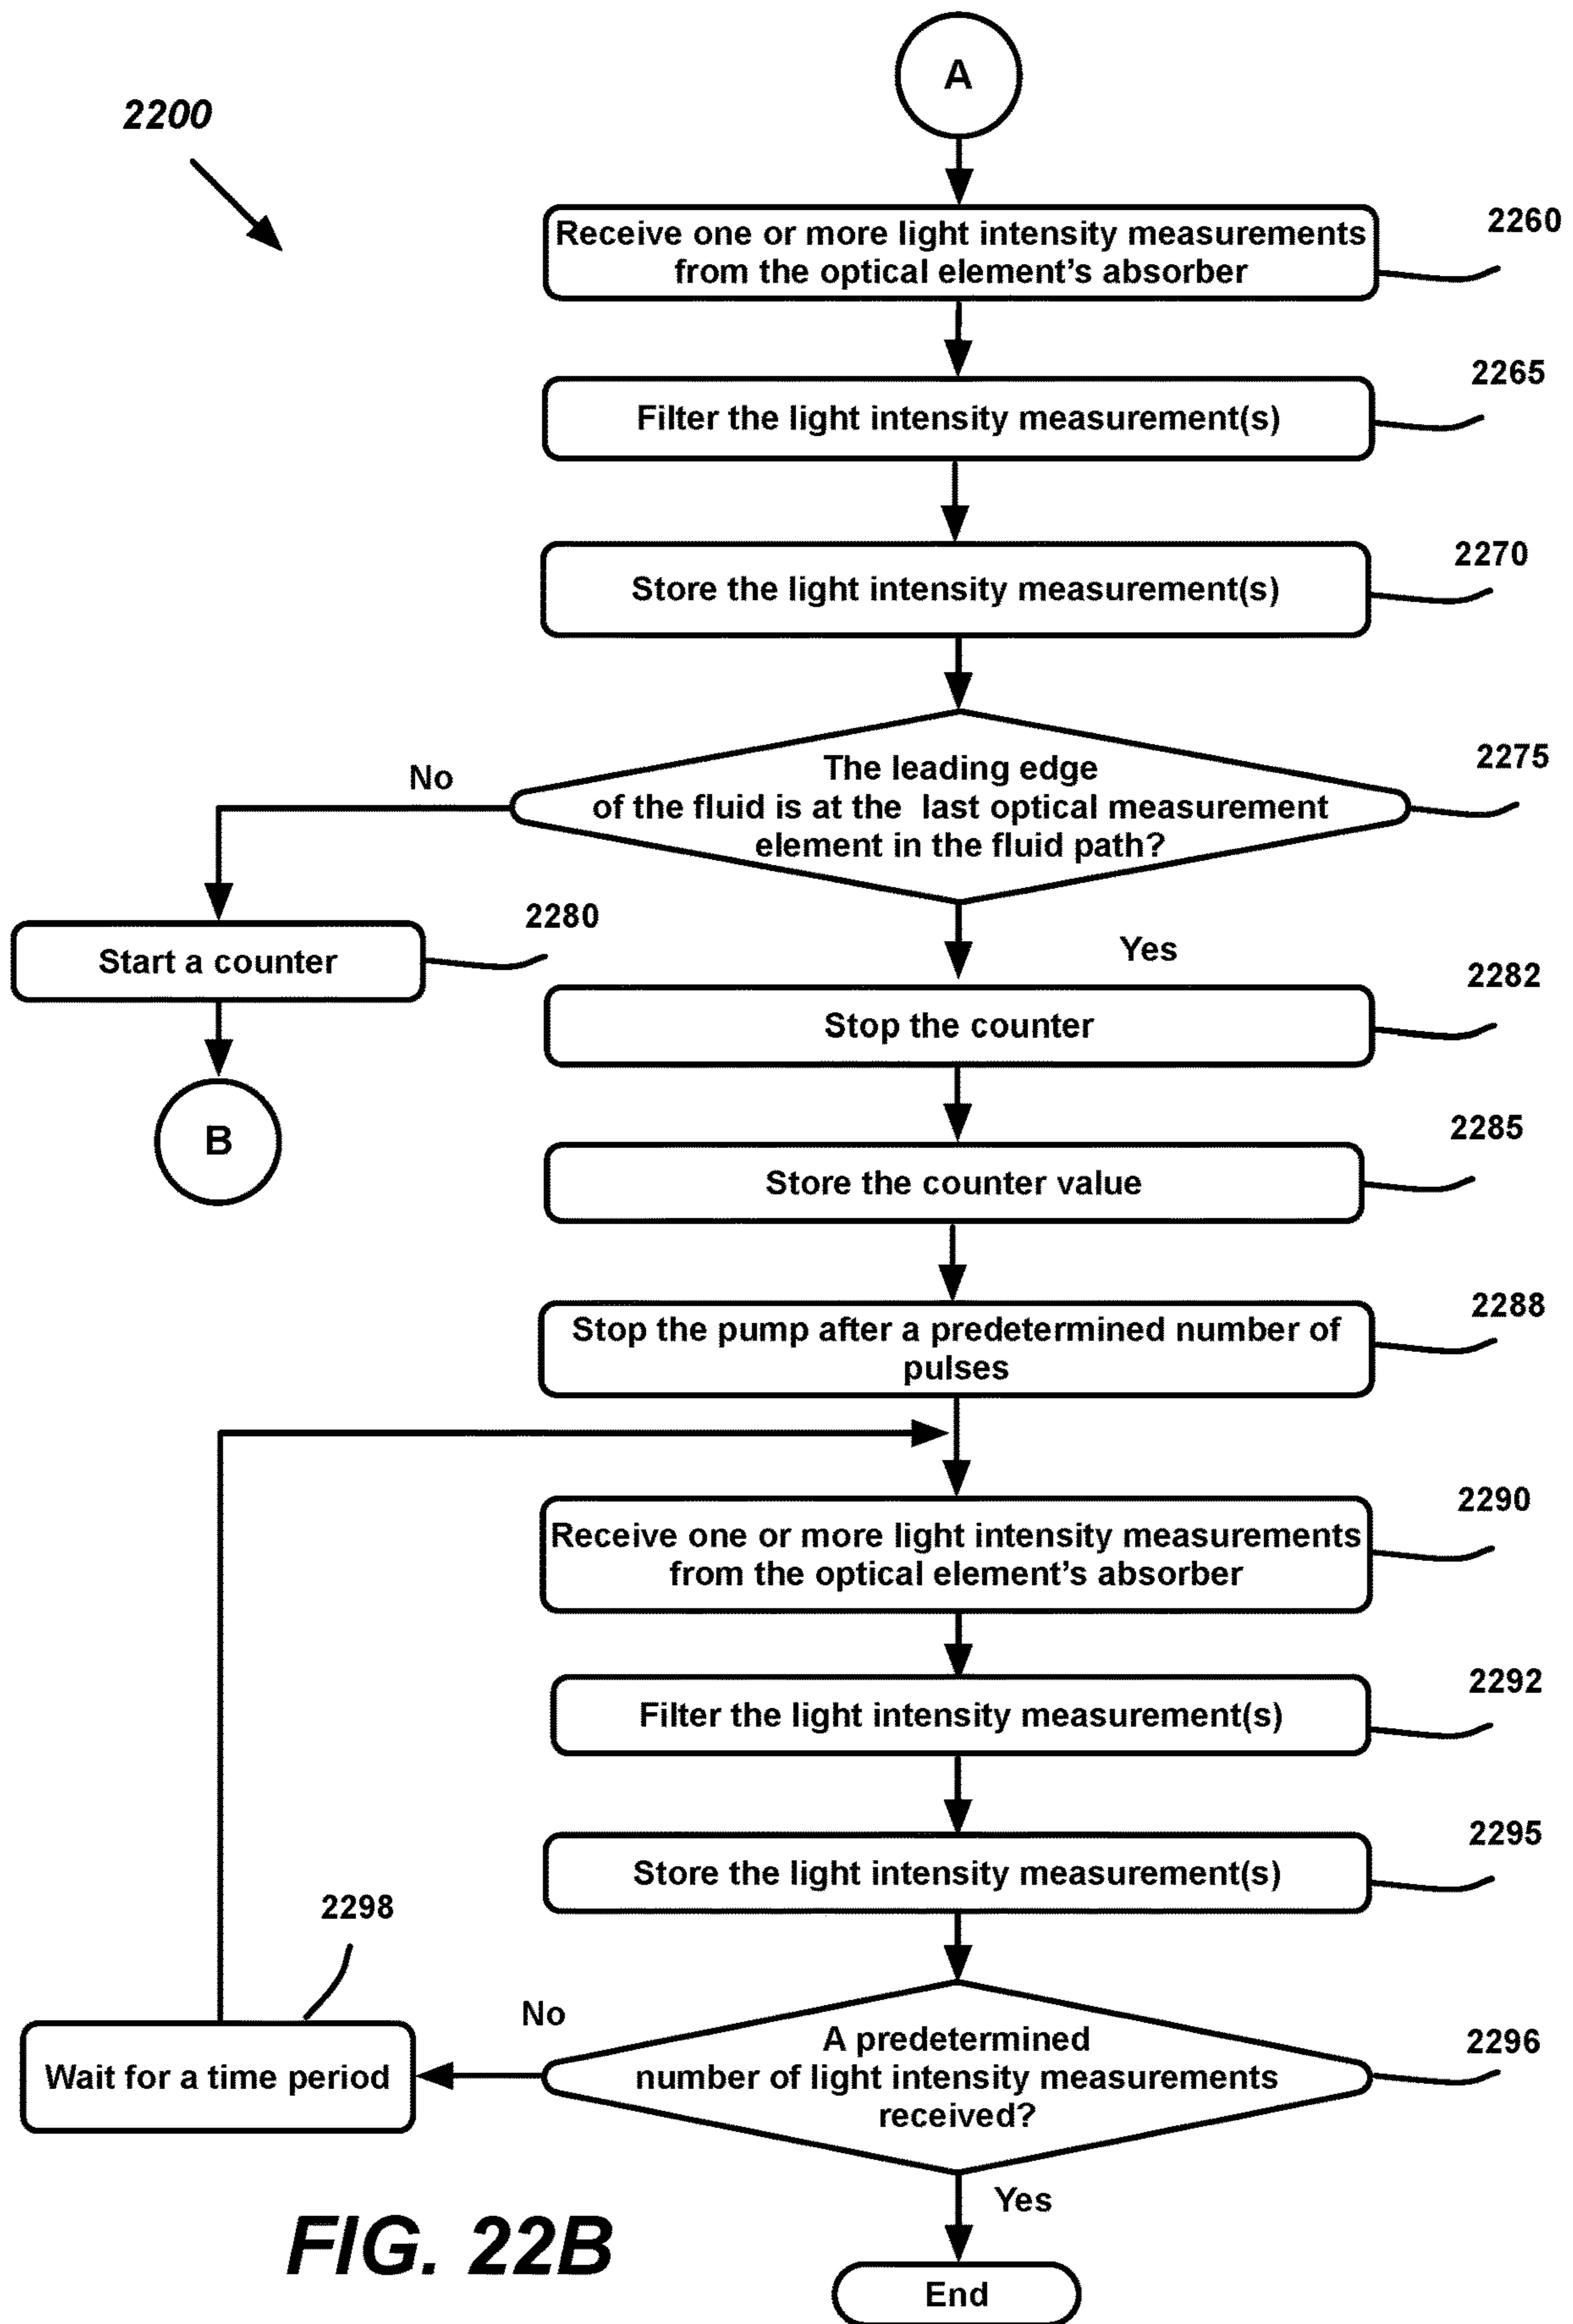 A
2200
Receive one or more light intensity measurements
from the optical element's absorber
2260
Filter the light intensity measurement(s)
2265
Store the light intensity measurement(s)
2270
The leading edge
of the fluid is at the last optical measurement
element in the fluid path?
2275
No
Start a counter
2280
B
Yes
Stop the counter
2282
Store the counter value
2285
Stop the pump after a predetermined number of
pulses
2288
Receive one or more light intensity measurements
from the optical element's absorber
2290
Filter the light intensity measurement(s)
2292
Store the light intensity measurement(s)
2295
A predetermined
number of light intensity measurements
received?
2296
No
Wait for a time period
2298
Yes
End
FIG. 22B